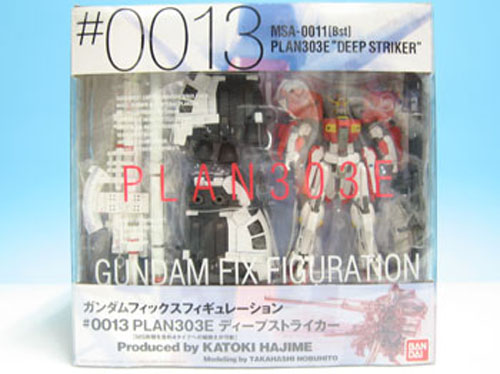 #0013
MSA-0011[Bst]
PLAN303E "DEEP STRIKER"
PLAN303E
GUNDAM FIX FIGURATION
ガンダムフィックスフィギュレーション
#0013 PLAN303E ディープストライカー
Produced by KATOKI HAJIME
Modeling by TAKAHASHI NOBUHITO
BAN
DAI